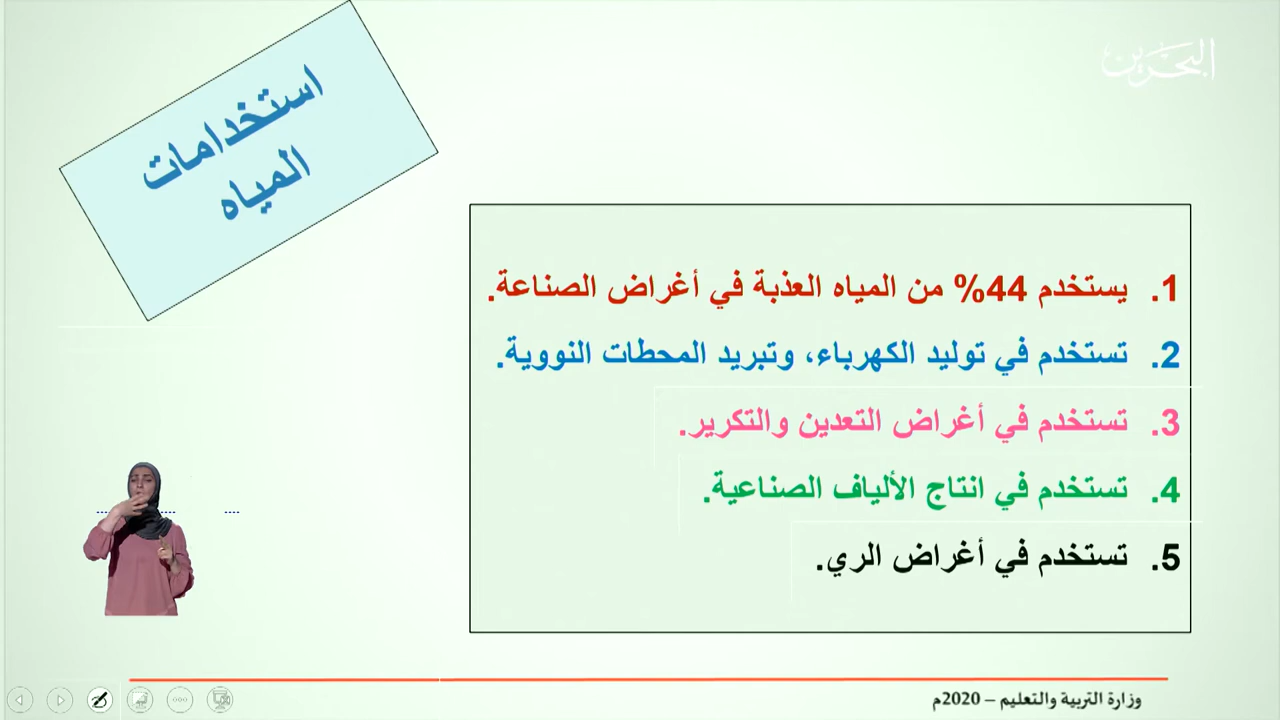 البحرين
استخدامات
المياه
1. يستخدم 44% من المياه العذبة في أغراض الصناعة.
2. تستخدم في توليد الكهرباء، وتبريد المحطات النووية.
3. تستخدم في أغراض التعدين والتكرير.
4. تستخدم في انتاج الألياف الصناعية.
5. تستخدم في أغراض الري.
وزارة التربية والتعليم – 2020م